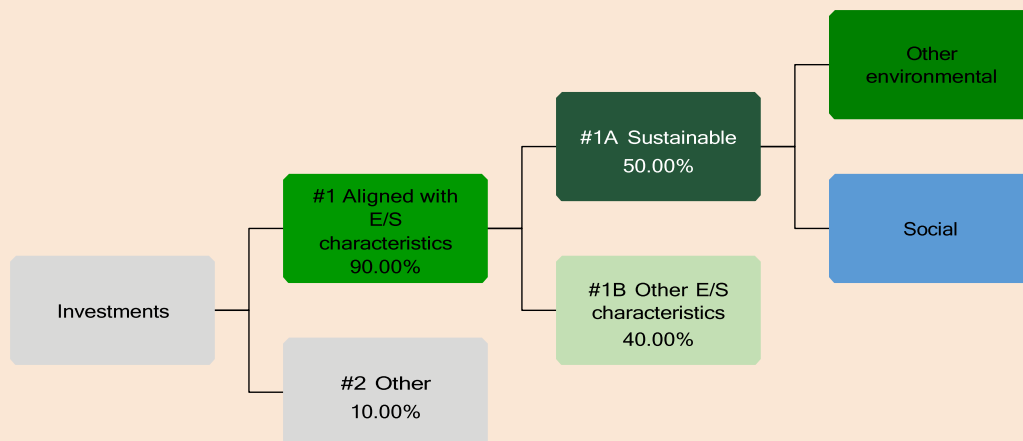 Investments
#1 Aligned with
E/S
characteristics
90.00%
#2 Other
10.00%
#1A Sustainable
50.00%
#1B Other E/S
characteristics
40.00%
Other
environmental
Social